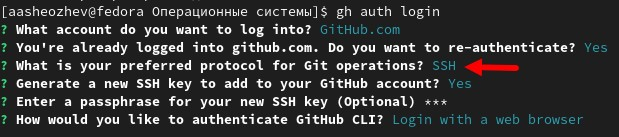 [aasheozhev@fedora Операционные системы]$ gh auth login
? What account do you want to log into? GitHub.com
? You're already logged into github.com. Do you want to re-authenticate? Yes
? What is your preferred protocol for Git operations? SSH
? Generate a new SSH key to add to your GitHub account? Yes
? Enter a passphrase for your new SSH key (Optional) ***
? How would you like to authenticate GitHub CLI? Login with a web browser